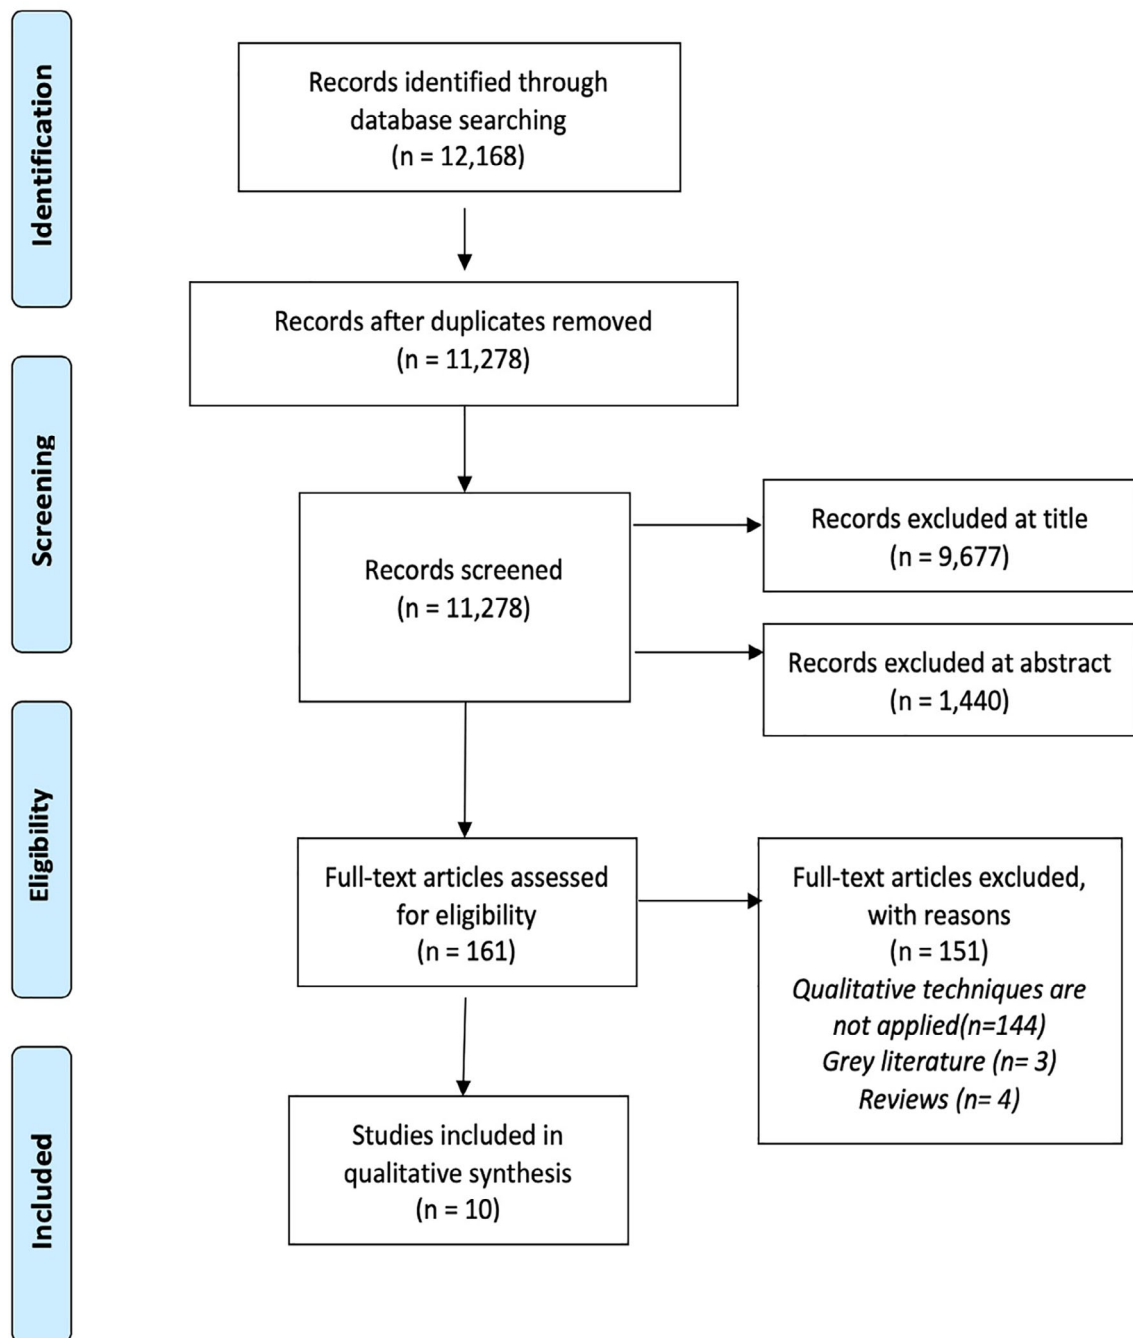 Identification
Records identified through
database searching
(n = 12,168)
Records after duplicates removed
(n = 11,278)
Screening
Records screened
(n = 11,278)
Records excluded at title
(n = 9,677)
Records excluded at abstract
(n = 1,440)
Eligibility
Full-text articles assessed
for eligibility
(n = 161)
Full-text articles excluded,
with reasons
(n = 151)
Qualitative techniques are
not applied(n=144)
Grey literature (n= 3)
Reviews (n= 4)
Included
Studies included in
qualitative synthesis
(n = 10)